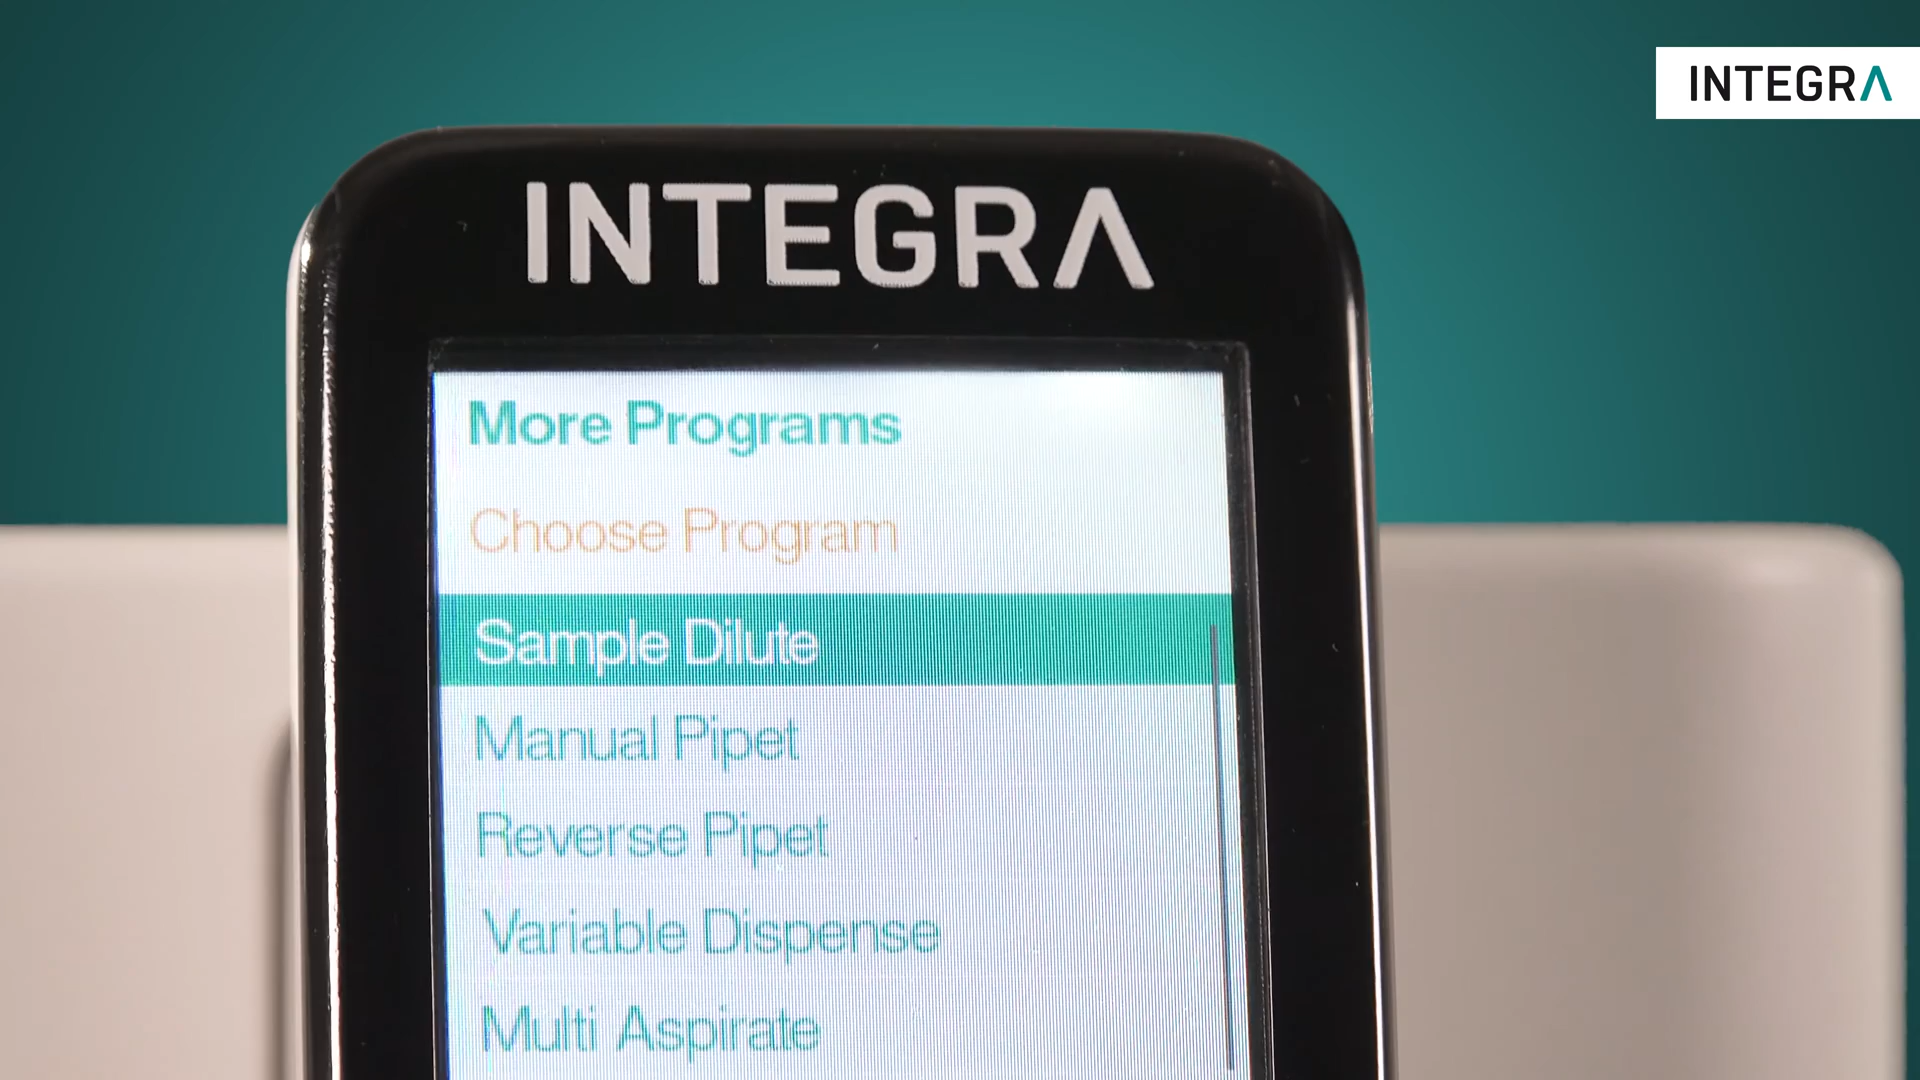 INTEGRA
INTEGRA
More Programs
Choose Program
Sample Dilute
Manual Pipet
Reverse Pipet
Variable Dispense
Multi Aspirate